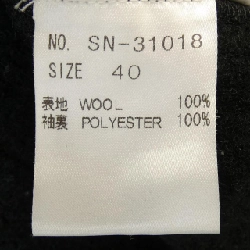 NO. SN-31018
SIZE 40
表地 WOOL 100%
袖裏 POLYESTER 100%